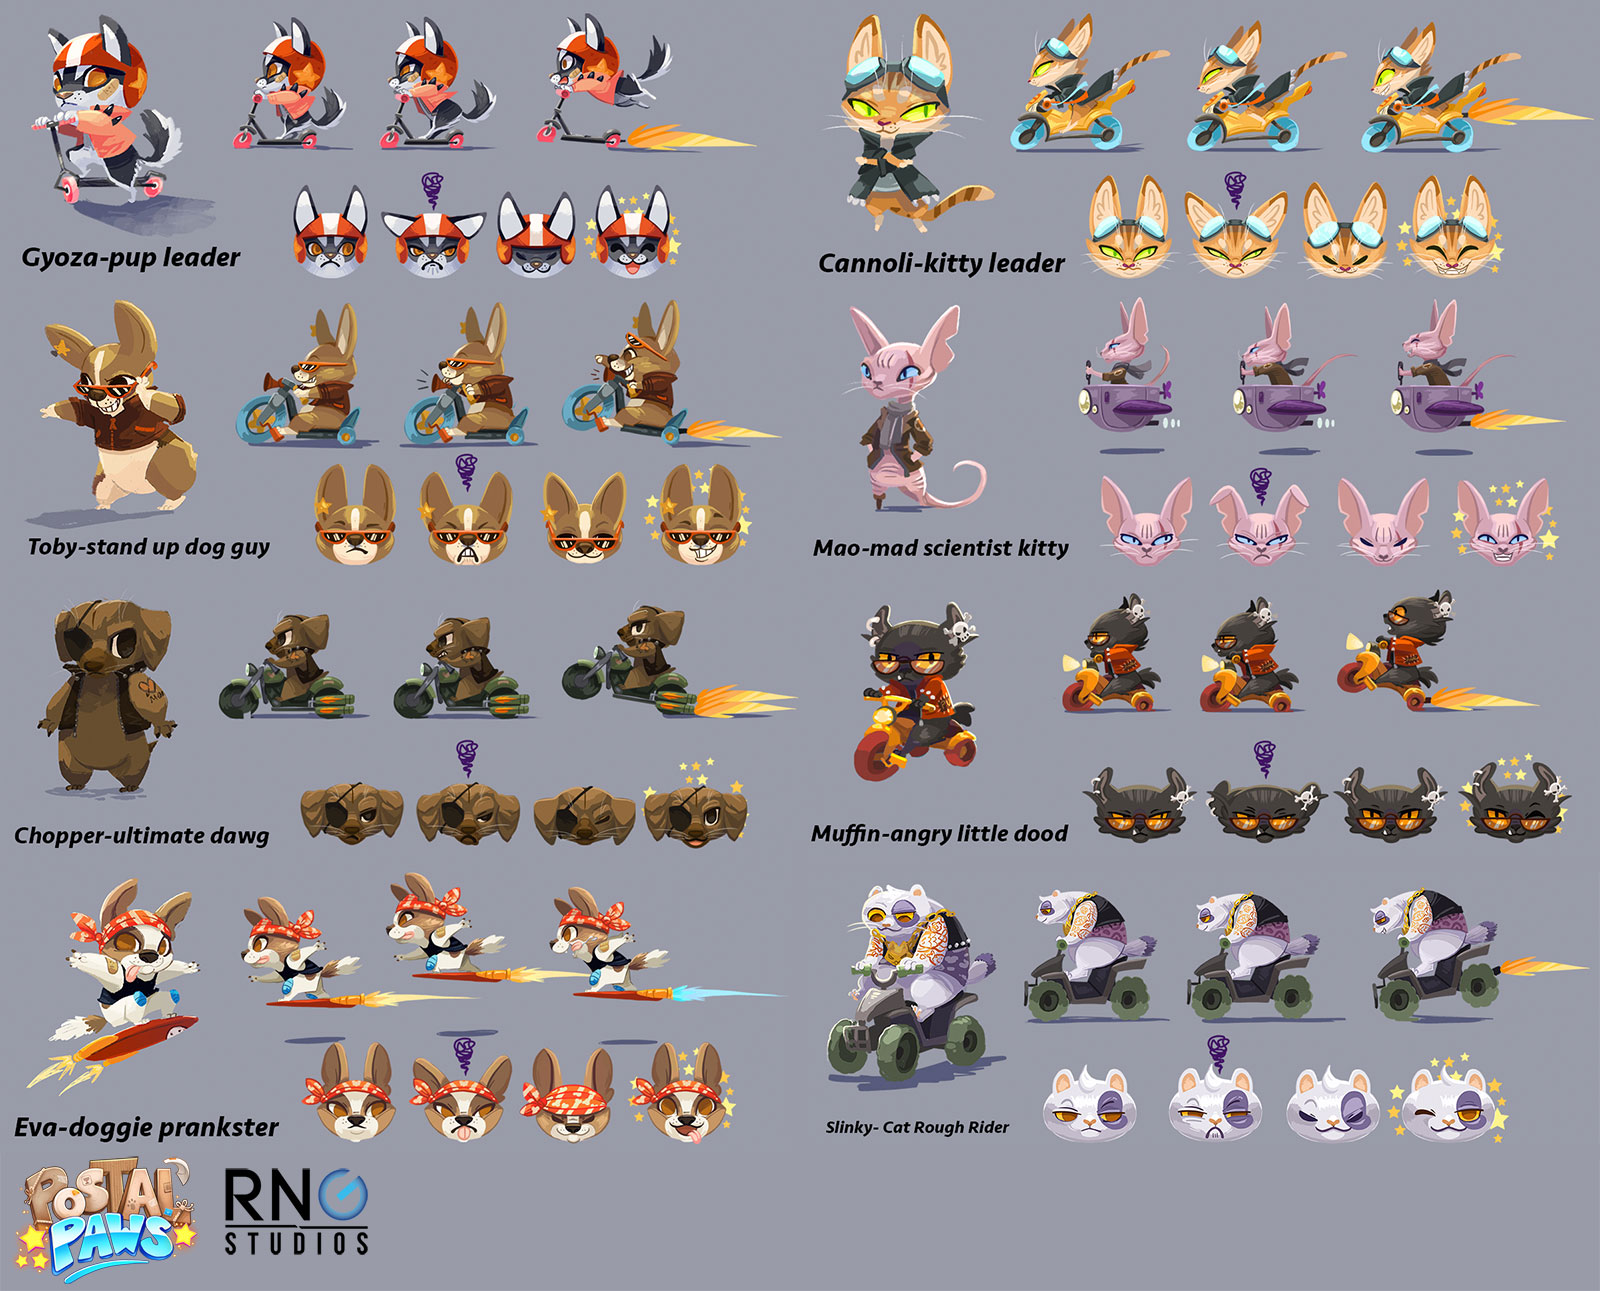 Gyoza-pup leader
Cannoli-kitty leader
Toby-stand up dog guy
Mao-mad scientist kitty
Chopper-ultimate dawg
Muffin-angry little dood
Eva-doggie prankster
Slinky- Cat Rough Rider
POSTAL
PAWS
RNG
STUDIOS